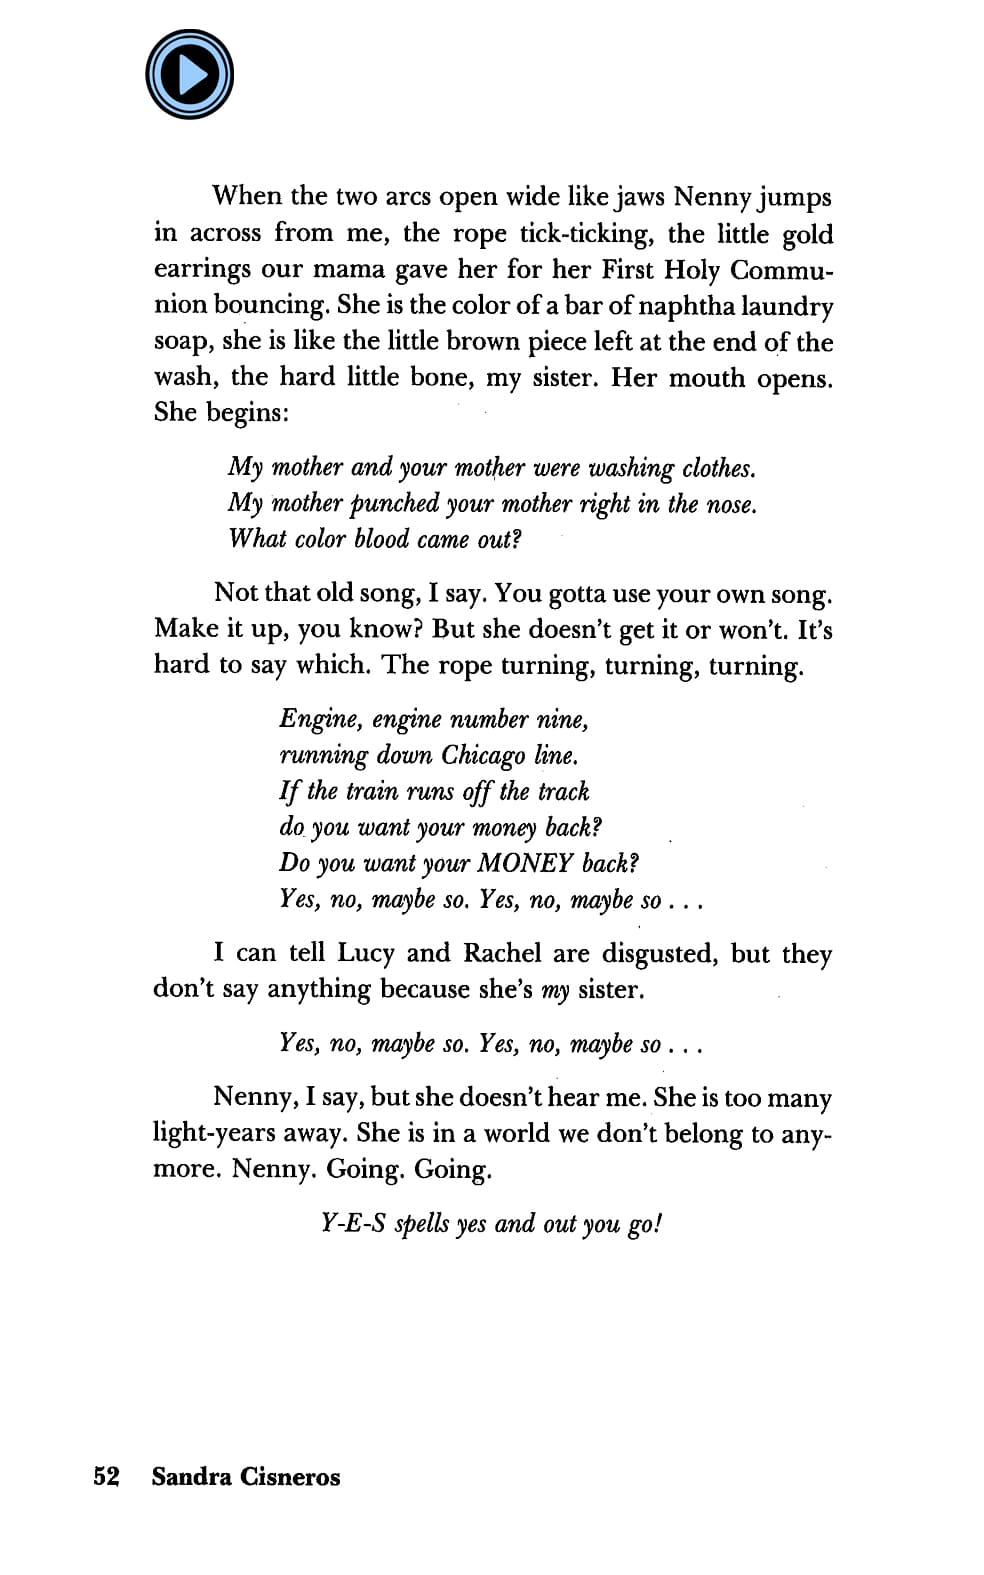 When the two arcs open wide like jaws Nenny jumps
in across from me, the rope tick-ticking, the little gold
earrings our mama gave her for her First Holy Commu-
nion bouncing. She is the color of a bar of naphtha laundry
soap, she is like the little brown piece left at the end of the
wash, the hard little bone, my sister. Her mouth opens.
She begins:
My mother and your mother were washing clothes.
My mother punched your mother right in the nose.
What color blood came out?
Not that old song, I say. You gotta use your own song.
Make it up, you know? But she doesn't get it or won't. It's
hard to say which. The rope turning, turning, turning.
Engine, engine number nine,
running down Chicago line.
If the train runs off the track
do you want your money back?
Do you want your MONEY back?
Yes, no, maybe so. Yes, no, maybe so . . .
I can tell Lucy and Rachel are disgusted, but they
don't say anything because she's my sister.
Yes, no, maybe so. Yes, no, maybe so . . .
Nenny, I say, but she doesn't hear me. She is too many
light-years away. She is in a world we don't belong to any-
more. Nenny. Going. Going.
Y-E-S spells yes and out you go!
52 Sandra Cisneros